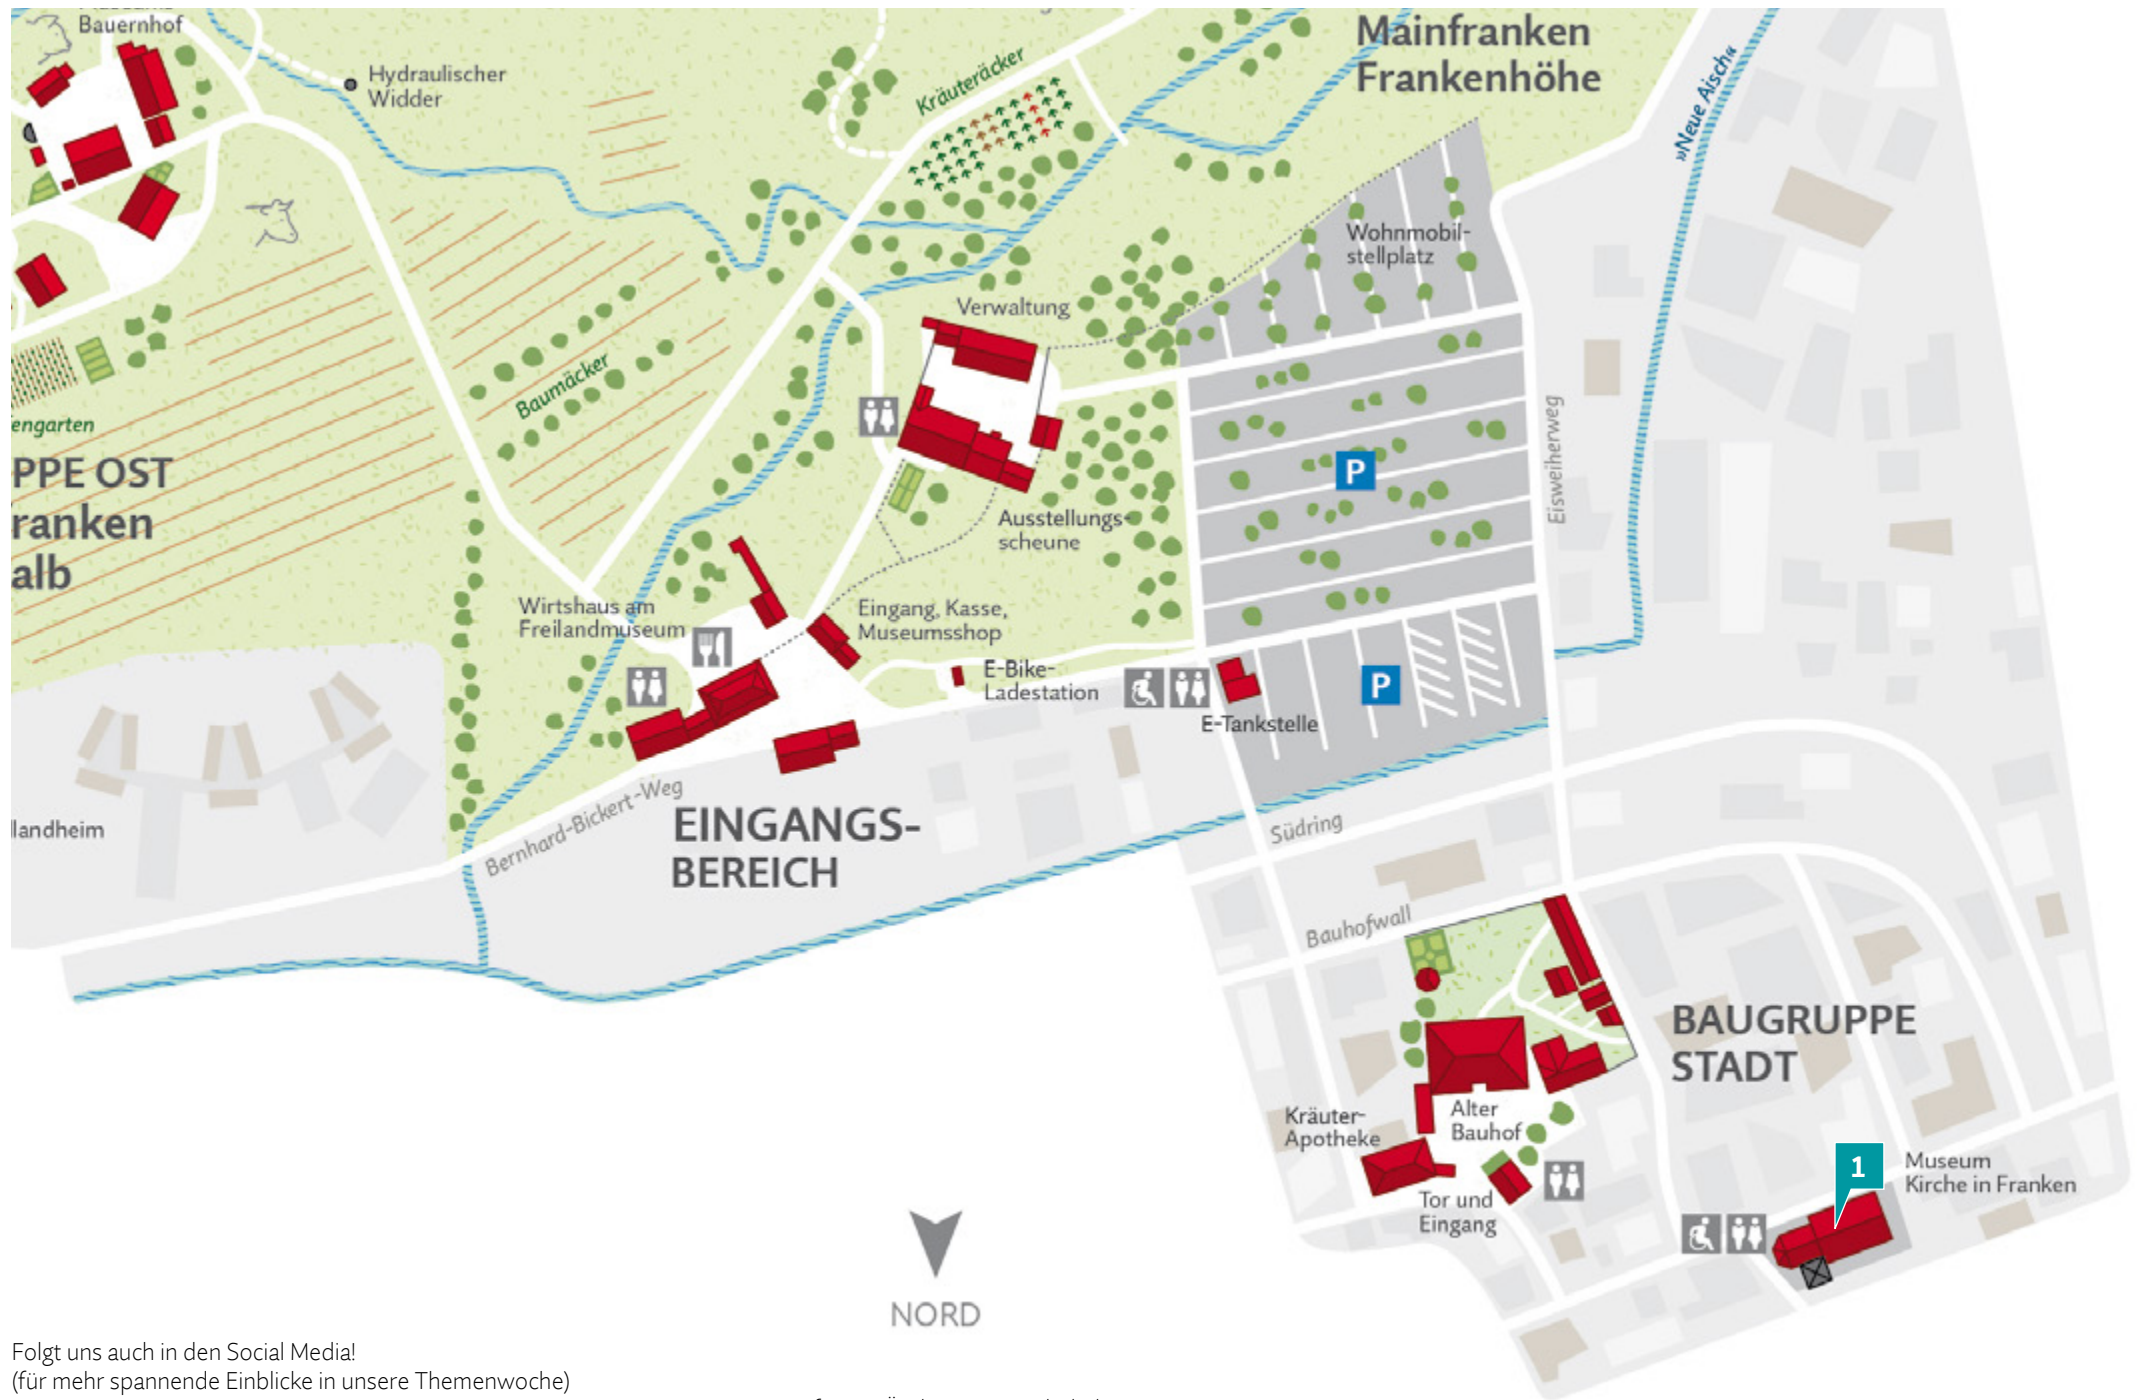 Bauernhof
Hydraulischer
Widder
Kräuteräcker
Mainfranken
Frankenhöhe
»Neue Aisch«
Wohnmobil-
stellplatz
Verwaltung
Baumäcker
engarten
PPE OST
ranken
alb
P
Eisweiherweg
Ausstellungs-
scheune
Wirtshaus am
Freilandmuseum
Eingang, Kasse,
Museumsshop
E-Bike-
Ladestation
P
E-Tankstelle
Bernhard-Bickert-Weg
EINGANGS-
BEREICH
llandheim
Südring
Bauhofwall
BAUGRUPPE
STADT
Kräuter-
Apotheke
Alter
Bauhof
Tor und
Eingang
1
Museum
Kirche in Franken
NORD
Folgt uns auch in den Social Media!
(für mehr spannende Einblicke in unsere Themenwoche)